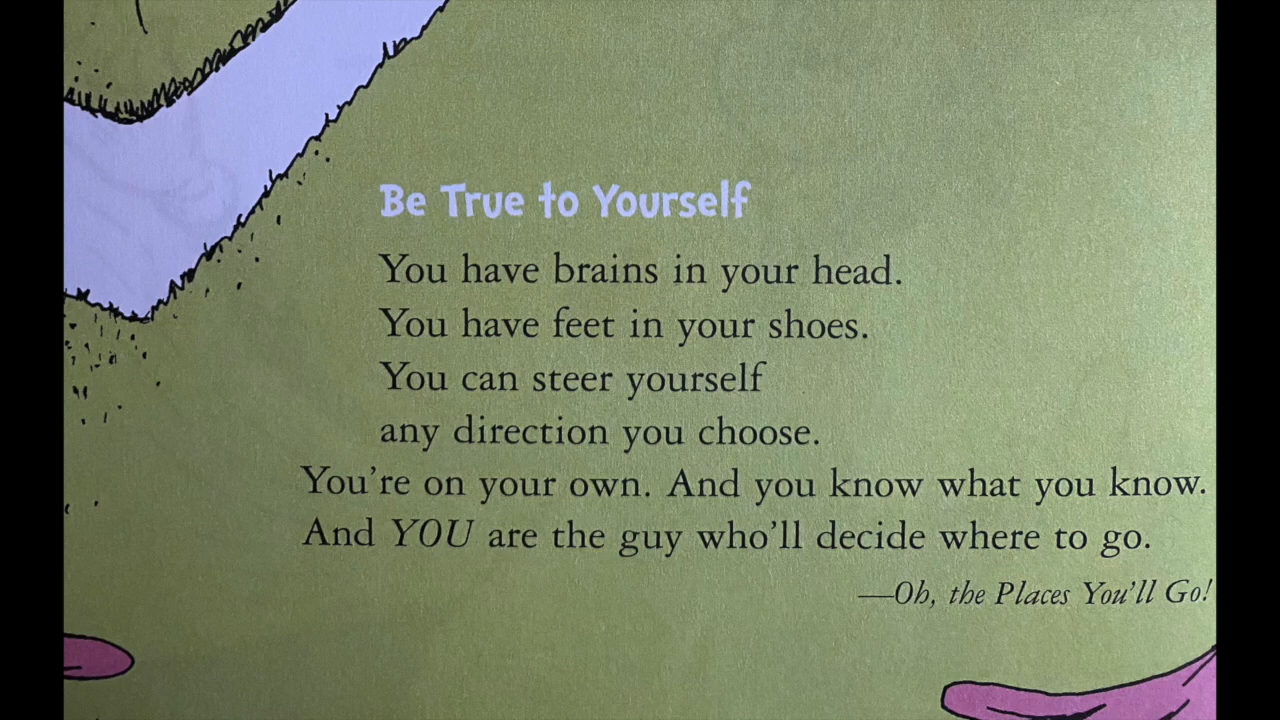 Be True to Yourself
You have brains in your head.
You have feet in your shoes.
You can steer yourself
any direction you choose.
You're on your own. And you know what you know.
And YOU are the guy who'll decide where to go.
—Oh, the Places You'll Go!